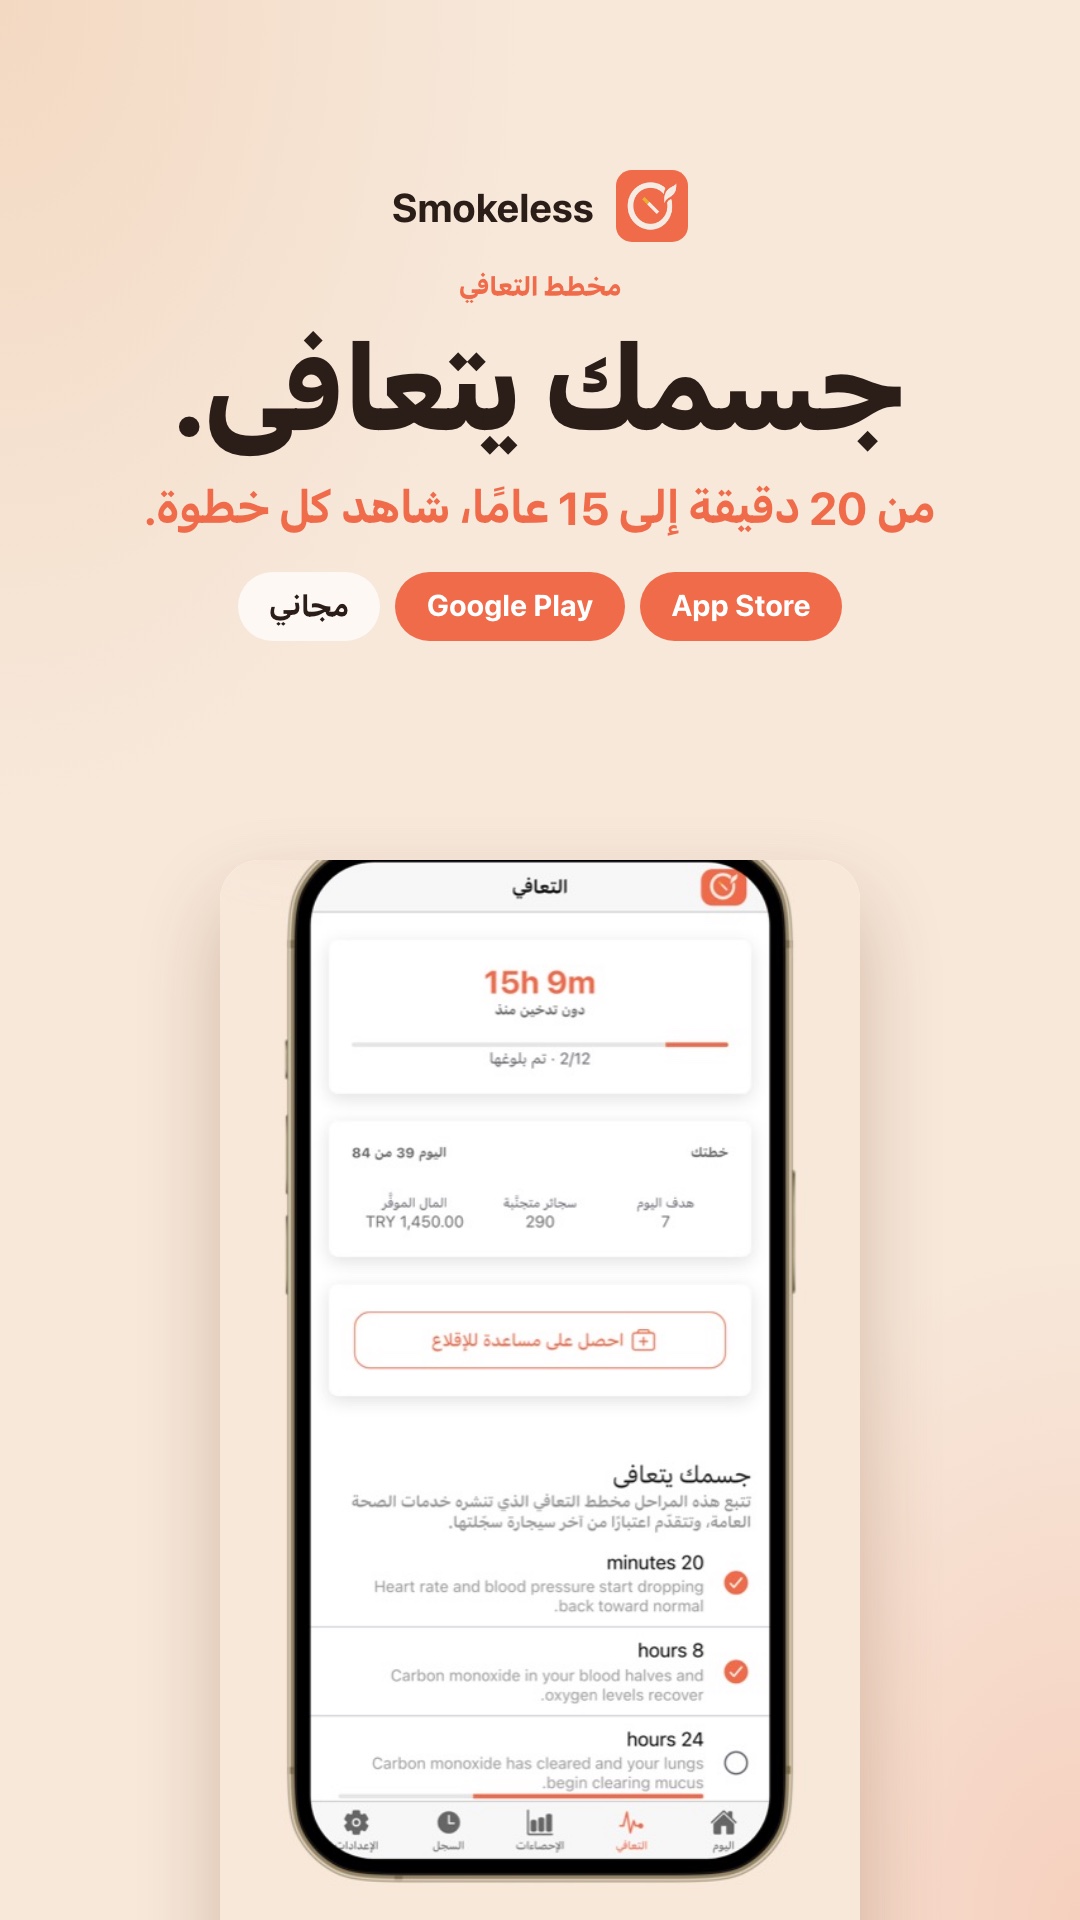 Smokeless
مخطط التعافي
جسمك يتعافى.
من 20 دقيقة إلى 15 عامًا، شاهد كل خطوة.
App Store
Google Play
مجاني
التعافي
15h 9m
دون تدخين منذ
2/12 · تم بلوغها
خطتك
اليوم 39 من 84
هدف اليوم
سجائر متجنَّبة
المال الموفَّر
7
290
TRY 1,450.00
احصل على مساعدة للإقلاع
جسمك يتعافى
تتبع هذه المراحل مخطط التعافي الذي تنشره خدمات الصحة
العامة، وتتقدّم اعتبارًا من آخر سيجارة سجّلتها.
minutes 20
Heart rate and blood pressure start dropping
.back toward normal
hours 8
Carbon monoxide in your blood halves and
.oxygen levels recover
hours 24
Carbon monoxide has cleared and your lungs
.begin clearing mucus
اليوم
التعافي
الإحصاءات
السجل
الإعدادات